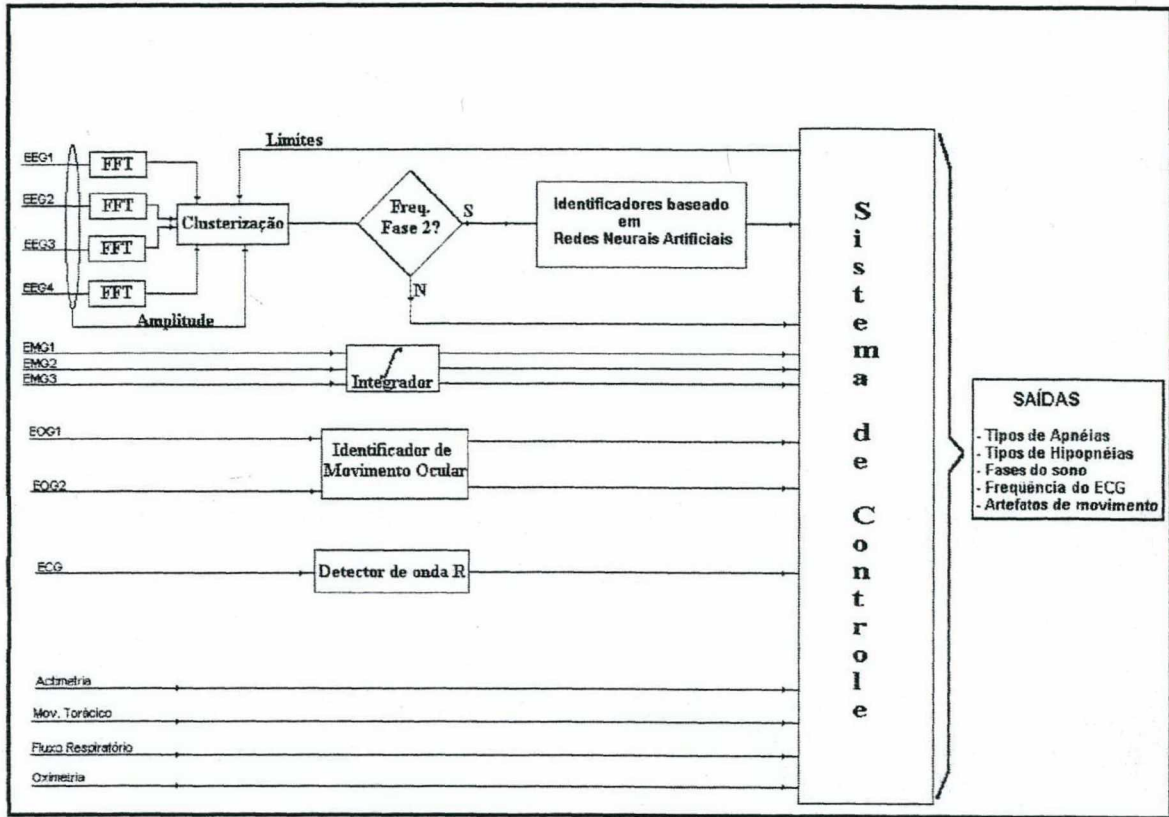 Limites
EEG1
FFT
EEG2
FFT
EEG3
FFT
EEG4
FFT
Clusterização
Amplitude
Freq.
Fase 2?
S
N
Identificadores baseado
em
Redes Neurais Artificiais
EMG1
EMG2
EMG3
Integrador
EOG1
EOG2
Identificador de
Movimento Ocular
ECG
Detector de onda R
Actimetria
Mov. Torácico
Fluxo Respiratório
Oximetria
Sistema de Controle
SAÍDAS
- Tipos de Apnéias
- Tipos de Hipopnéias
- Fases do sono
- Freqüência do ECG
- Artefatos de movimento